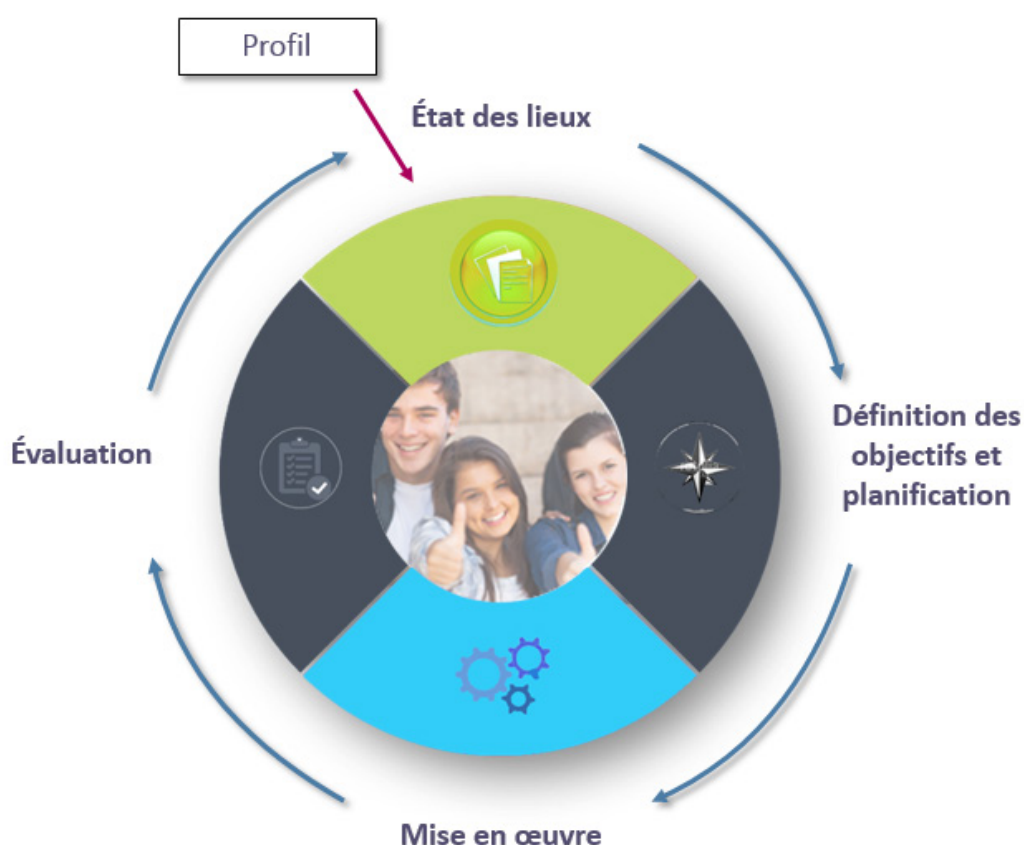 Profil
État des lieux
Définition des
objectifs et
planification
Mise en œuvre
Évaluation